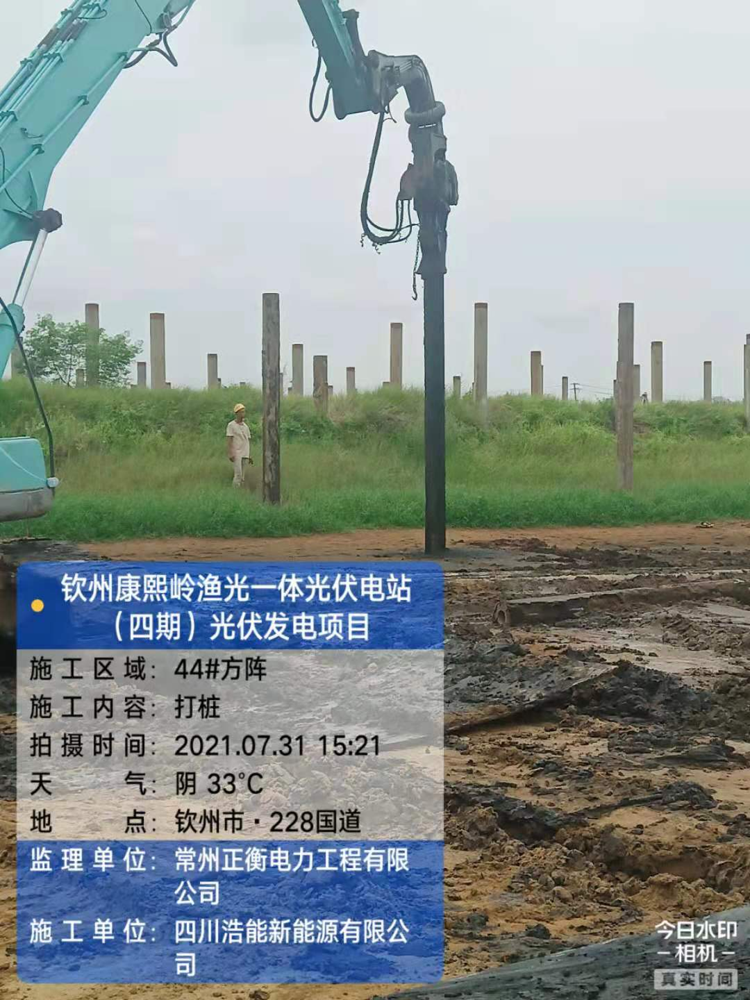 钦州康熙岭渔光一体光伏电站
（四期）光伏发电项目
施工区域：44#方阵
施工内容：打桩
拍摄时间：2021.07.31 15:21
天气：阴 33°C
地点：钦州市·228国道
监理单位：常州正衡电力工程有限
公司
施工单位：四川浩能新能源有限公
司
今日水印
-相机-
真实时间